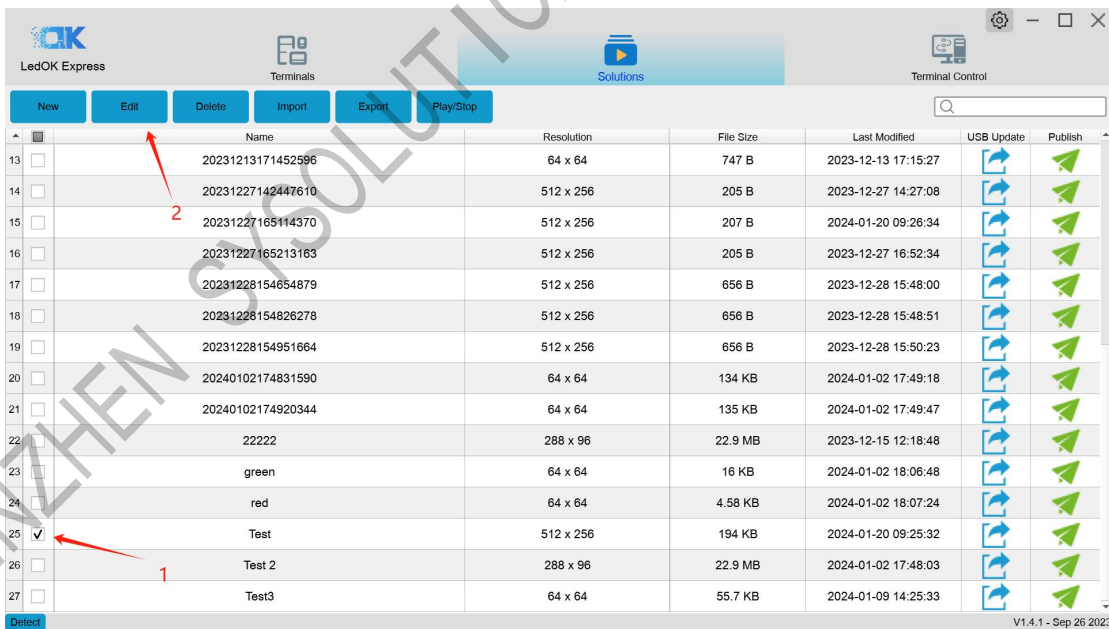 LedOK Express
Terminals
Solutions
Terminal Control
New Edit Delete Import Export Play/Stop
Name Resolution File Size Last Modified USB Update Publish
13 20231213171452596 64 x 64 747 B 2023-12-13 17:15:27
14 20231227142447610 512 x 256 205 B 2023-12-27 14:27:08
15 20231227165114370 512 x 256 207 B 2024-01-20 09:26:34
16 20231227165213163 512 x 256 205 B 2023-12-27 16:52:34
17 20231228154654879 512 x 256 656 B 2023-12-28 15:48:00
18 20231228154826278 512 x 256 656 B 2023-12-28 15:48:51
19 20231228154951664 512 x 256 656 B 2023-12-28 15:50:23
20 20240102174831590 64 x 64 134 KB 2024-01-02 17:49:18
21 20240102174920344 64 x 64 135 KB 2024-01-02 17:49:47
22 22222 288 x 96 22.9 MB 2023-12-15 12:18:48
23 green 64 x 64 16 KB 2024-01-02 18:06:48
24 red 64 x 64 4.58 KB 2024-01-02 18:07:24
25 Test 512 x 256 194 KB 2024-01-20 09:25:32
26 Test 2 288 x 96 22.9 MB 2024-01-02 17:48:03
27 Test3 64 x 64 55.7 KB 2024-01-09 14:25:33
2
1
Detect V1.4.1 - Sep 26 202
SYSOLUTIO